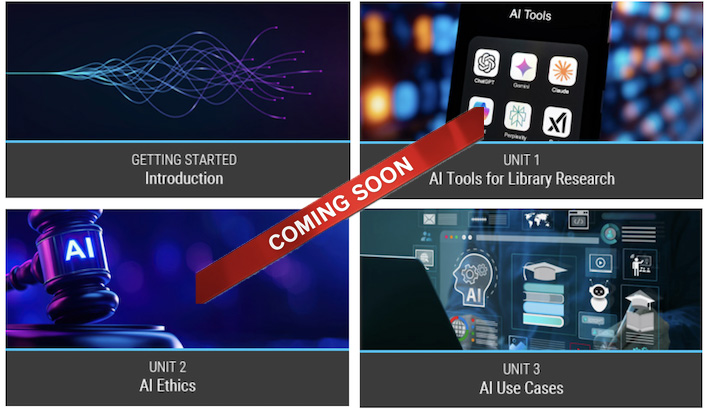 AI Tools
ChatGPT
Gemini
Claude
Perplexity
GETTING STARTED
Introduction
UNIT 1
AI Tools for Library Research
COMING SOON
AI
AI
UNIT 2
AI Ethics
UNIT 3
AI Use Cases